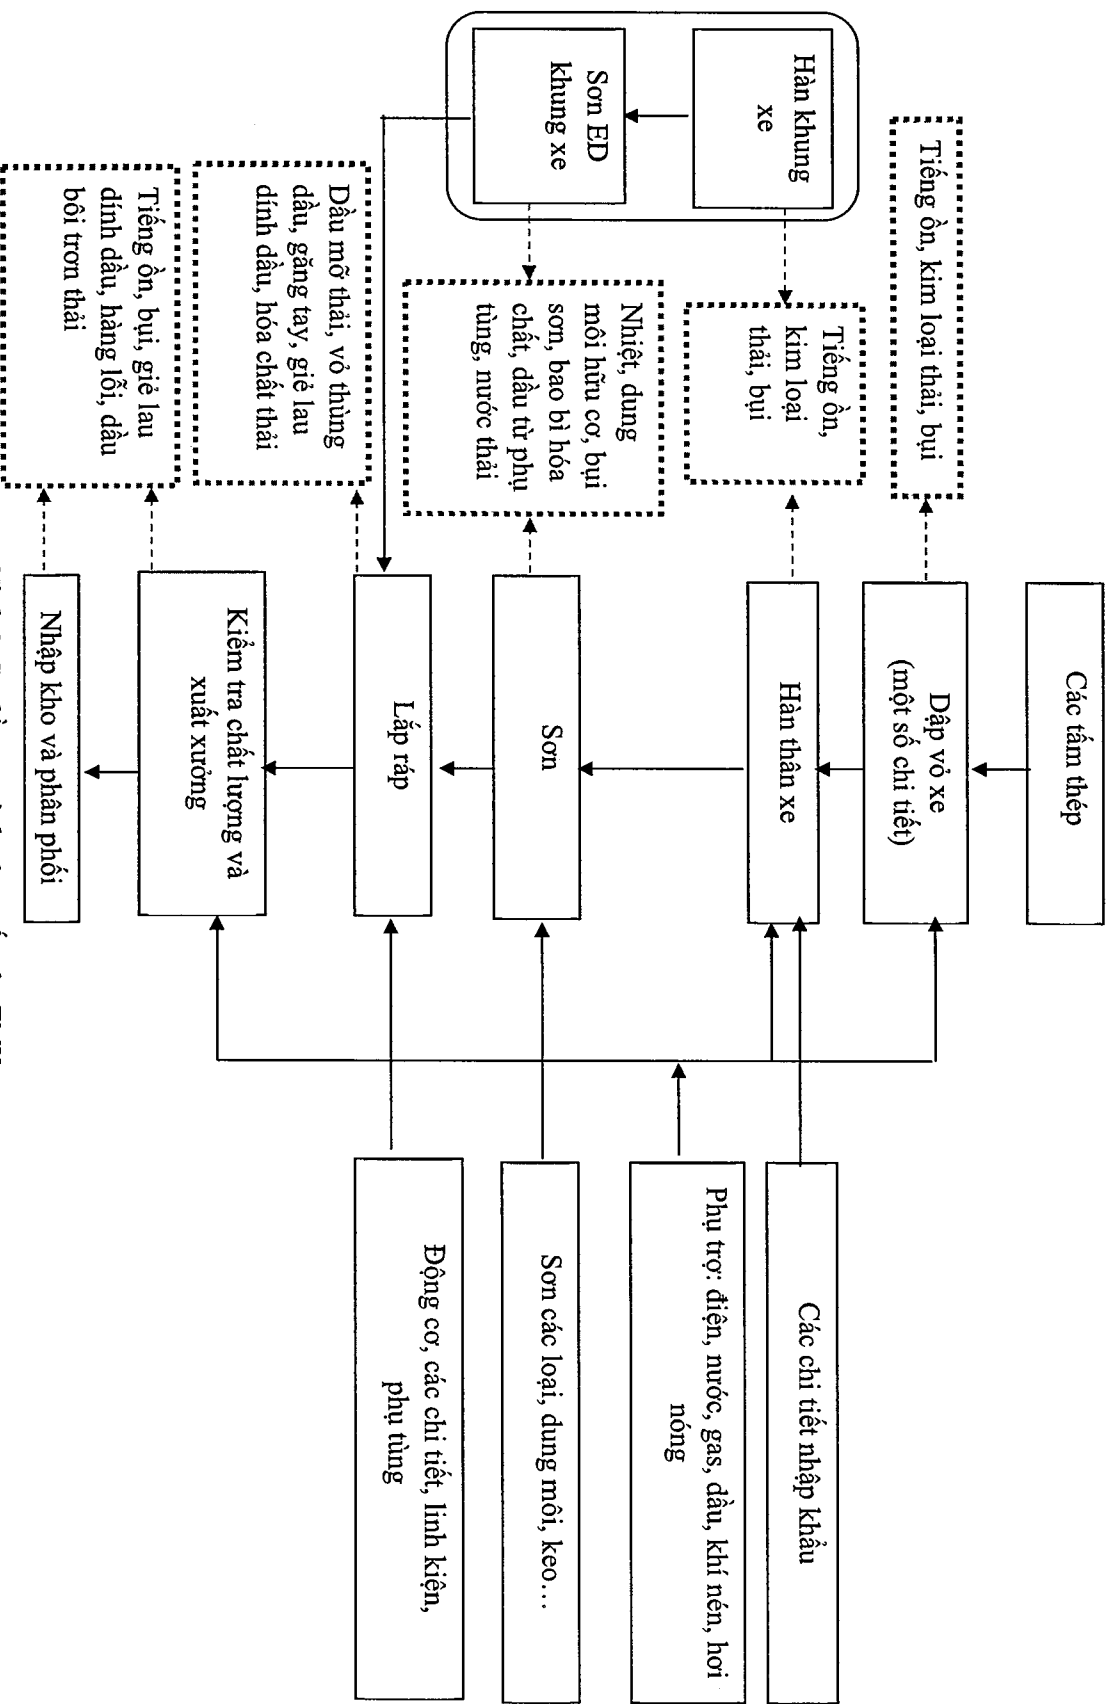 Các tấm thép
Tiếng ồn, kim loại thải, bụi
Dập vỏ xe
(một số chi tiết)
Hàn khung
xe
Tiếng ồn,
kim loại
thải, bụi
Hàn thân xe
Các chi tiết nhập khẩu
Phụ trợ: điện, nước, gas, dầu, khí nén, hơi
nóng
Sơn ED
khung xe
Nhiệt, dung
môi hữu cơ, bụi
sơn, bao bì hóa
chất, dầu từ phụ
tùng, nước thải
Sơn
Sơn các loại, dung môi, keo…
Dầu mỡ thải, vỏ thùng
dầu, găng tay, giẻ lau
dính dầu, hóa chất thải
Lắp ráp
Động cơ, các chi tiết, linh kiện,
phụ tùng
Tiếng ồn, bụi, giẻ lau
dính dầu, hàng lỗi, dầu
bôi trơn thải
Kiểm tra chất lượng và
xuất xưởng
Nhập kho và phân phối